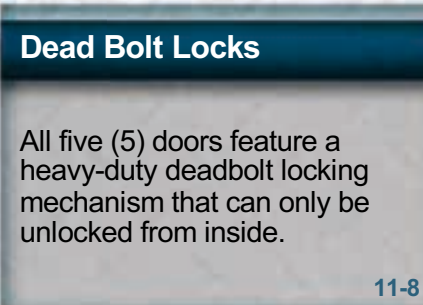 Dead Bolt Locks
All five (5) doors feature a
heavy-duty deadbolt locking
mechanism that can only be
unlocked from inside.
11-8